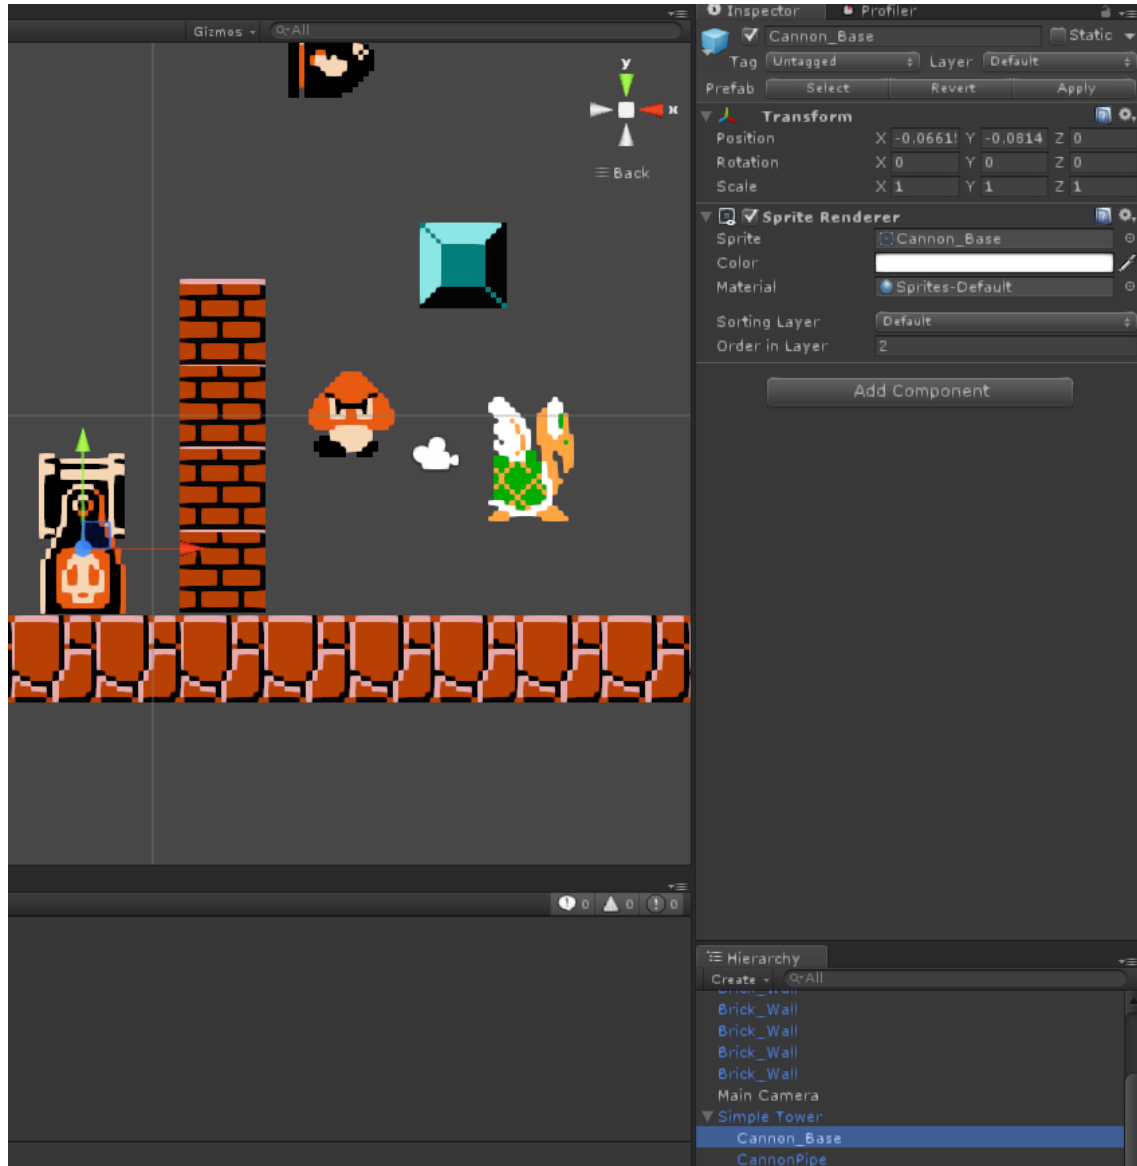 Inspector Profiler
Gizmos All
Cannon_Base Static
Tag Untagged Layer Default
Prefab Select Revert Apply
Transform
Position X -0.0661 Y -0.0814 Z 0
Rotation X 0 Y 0 Z 0
Scale X 1 Y 1 Z 1
y
x
Back
Sprite Renderer
Sprite Cannon_Base
Color
Material Sprites-Default
Sorting Layer Default
Order in Layer 2
Add Component
0 0 0
Hierarchy
Create All
Brick_Wall
Brick_Wall
Brick_Wall
Brick_Wall
Brick_Wall
Main Camera
Simple Tower
Cannon_Base
CannonPipe